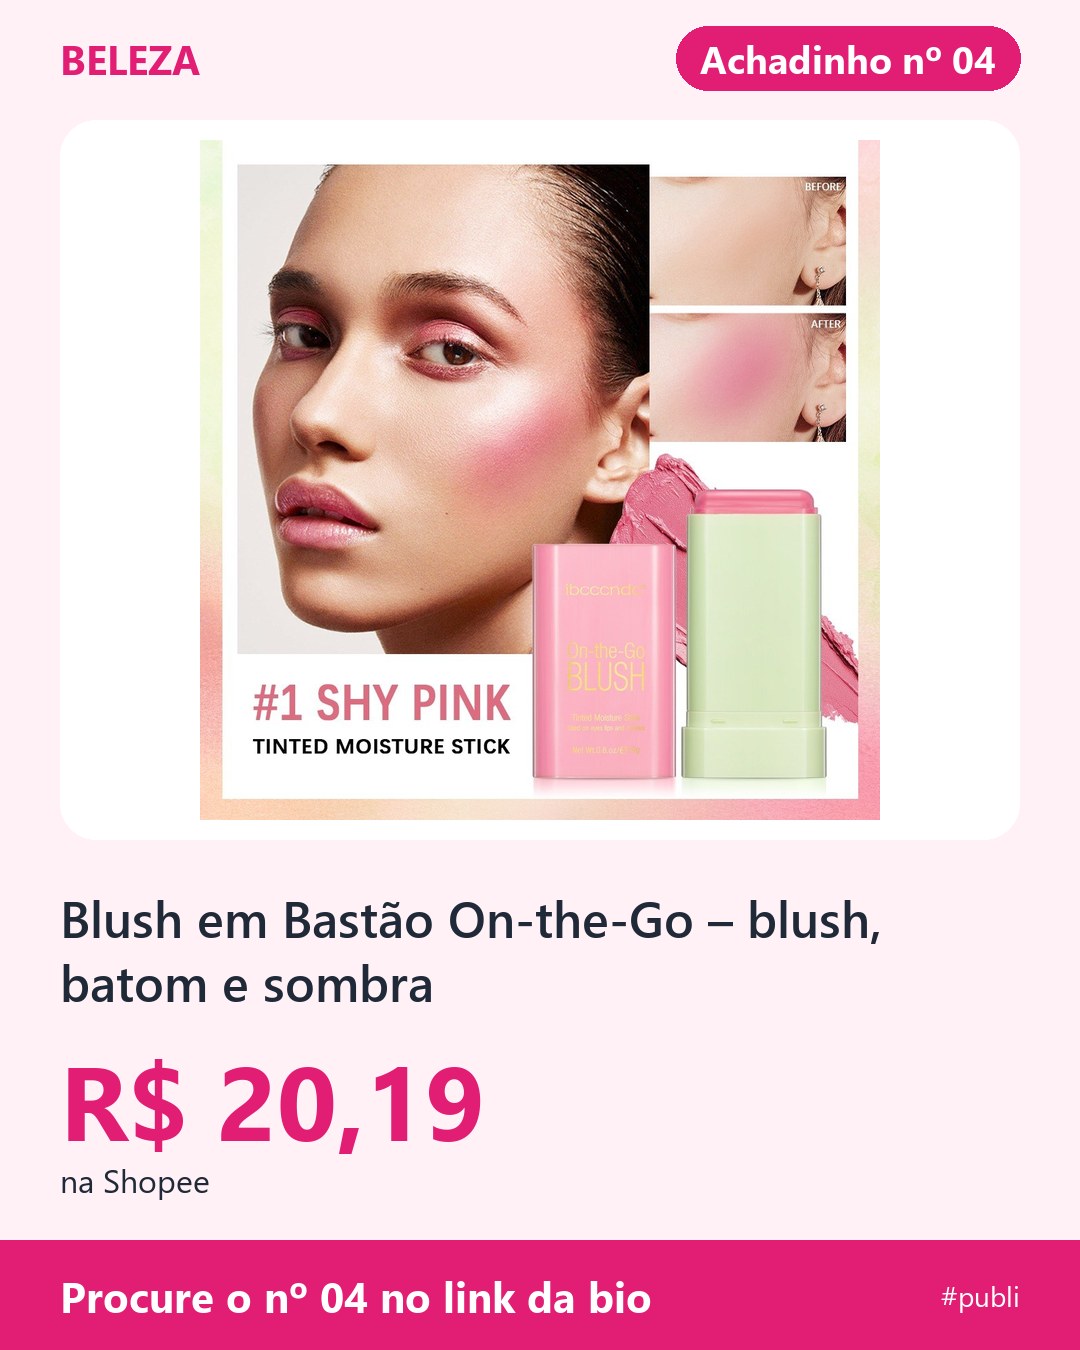 BELEZA
Achadinho nº 04
BEFORE
AFTER
On-the-Go
BLUSH
#1 SHY PINK
TINTED MOISTURE STICK
Blush em Bastão On-the-Go – blush,
batom e sombra
R$ 20,19
na Shopee
Procure o nº 04 no link da bio
#publi